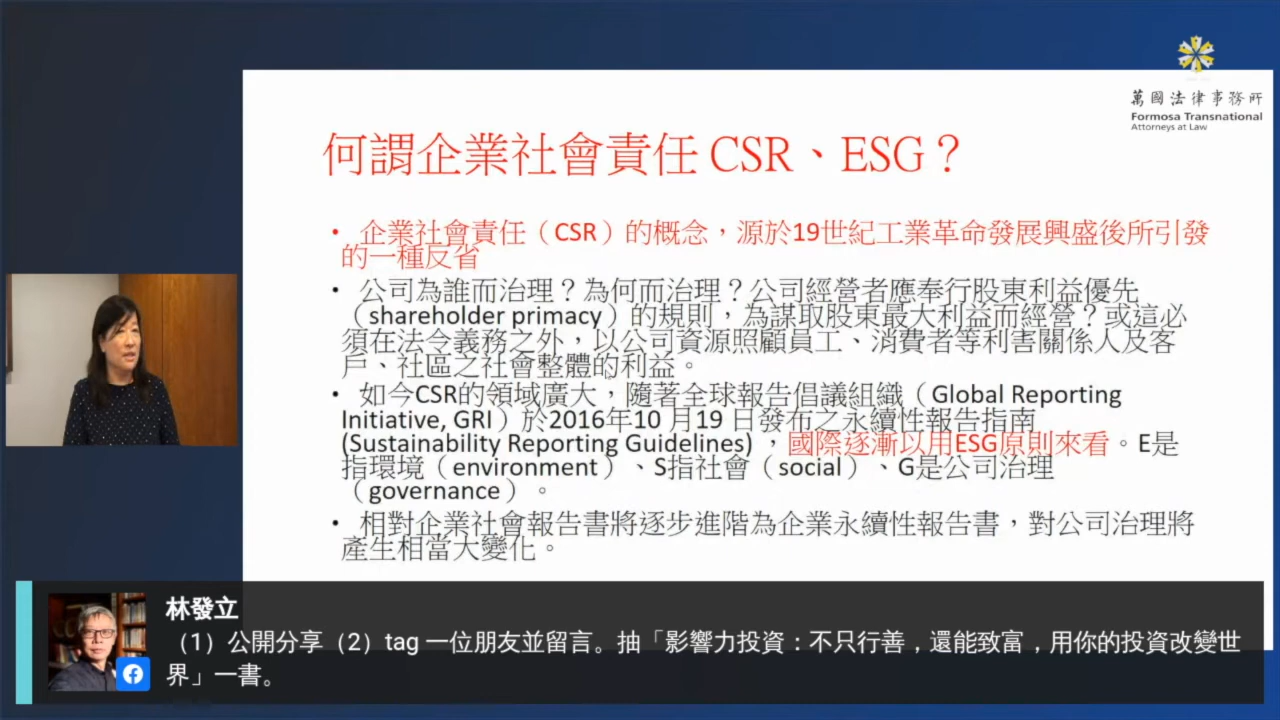 萬國法律事務所
Formosa Transnational
Attorneys at Law
何謂企業社會責任 CSR、ESG？
• 企業社會責任（CSR）的概念，源於19世紀工業革命發展興盛後所引發
的一種反省
• 公司為誰而治理？為何而治理？公司經營者應奉行股東利益優先
（shareholder primacy）的規則，為謀取股東最大利益而經營？或這必
須在法令義務之外，以公司資源照顧員工、消費者等利害關係人及客
戶、社區之社會整體的利益。
• 如今CSR的領域廣大，隨著全球報告倡議組織（Global Reporting
Initiative, GRI）於2016年10 月19 日發布之永續性報告指南
(Sustainability Reporting Guidelines) ，國際逐漸以用ESG原則來看。E是
指環境（environment）、S指社會（social）、G是公司治理
（governance）。
• 相對企業社會報告書將逐步進階為企業永續性報告書，對公司治理將
產生相當大變化。
林發立
（1）公開分享（2）tag 一位朋友並留言。抽「影響力投資：不只行善，還能致富，用你的投資改變世
界」一書。